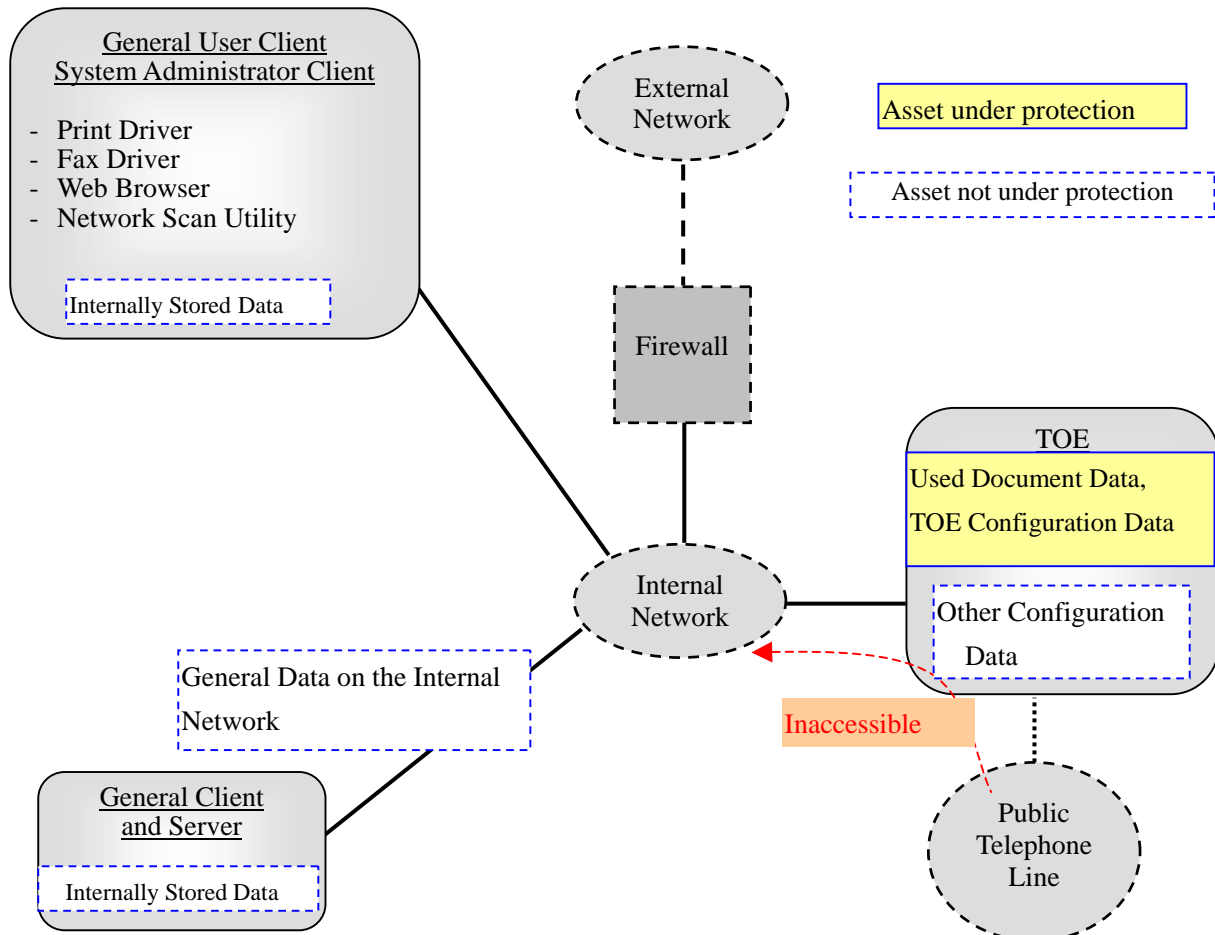 General User Client
System Administrator Client
- Print Driver
- Fax Driver
- Web Browser
- Network Scan Utility
Internally Stored Data
External
Network
Asset under protection
Asset not under protection
Firewall
TOE
Used Document Data,
TOE Configuration Data
Other Configuration
Data
Internal
Network
General Data on the Internal
Network
Inaccessible
General Client
and Server
Internally Stored Data
Public
Telephone
Line